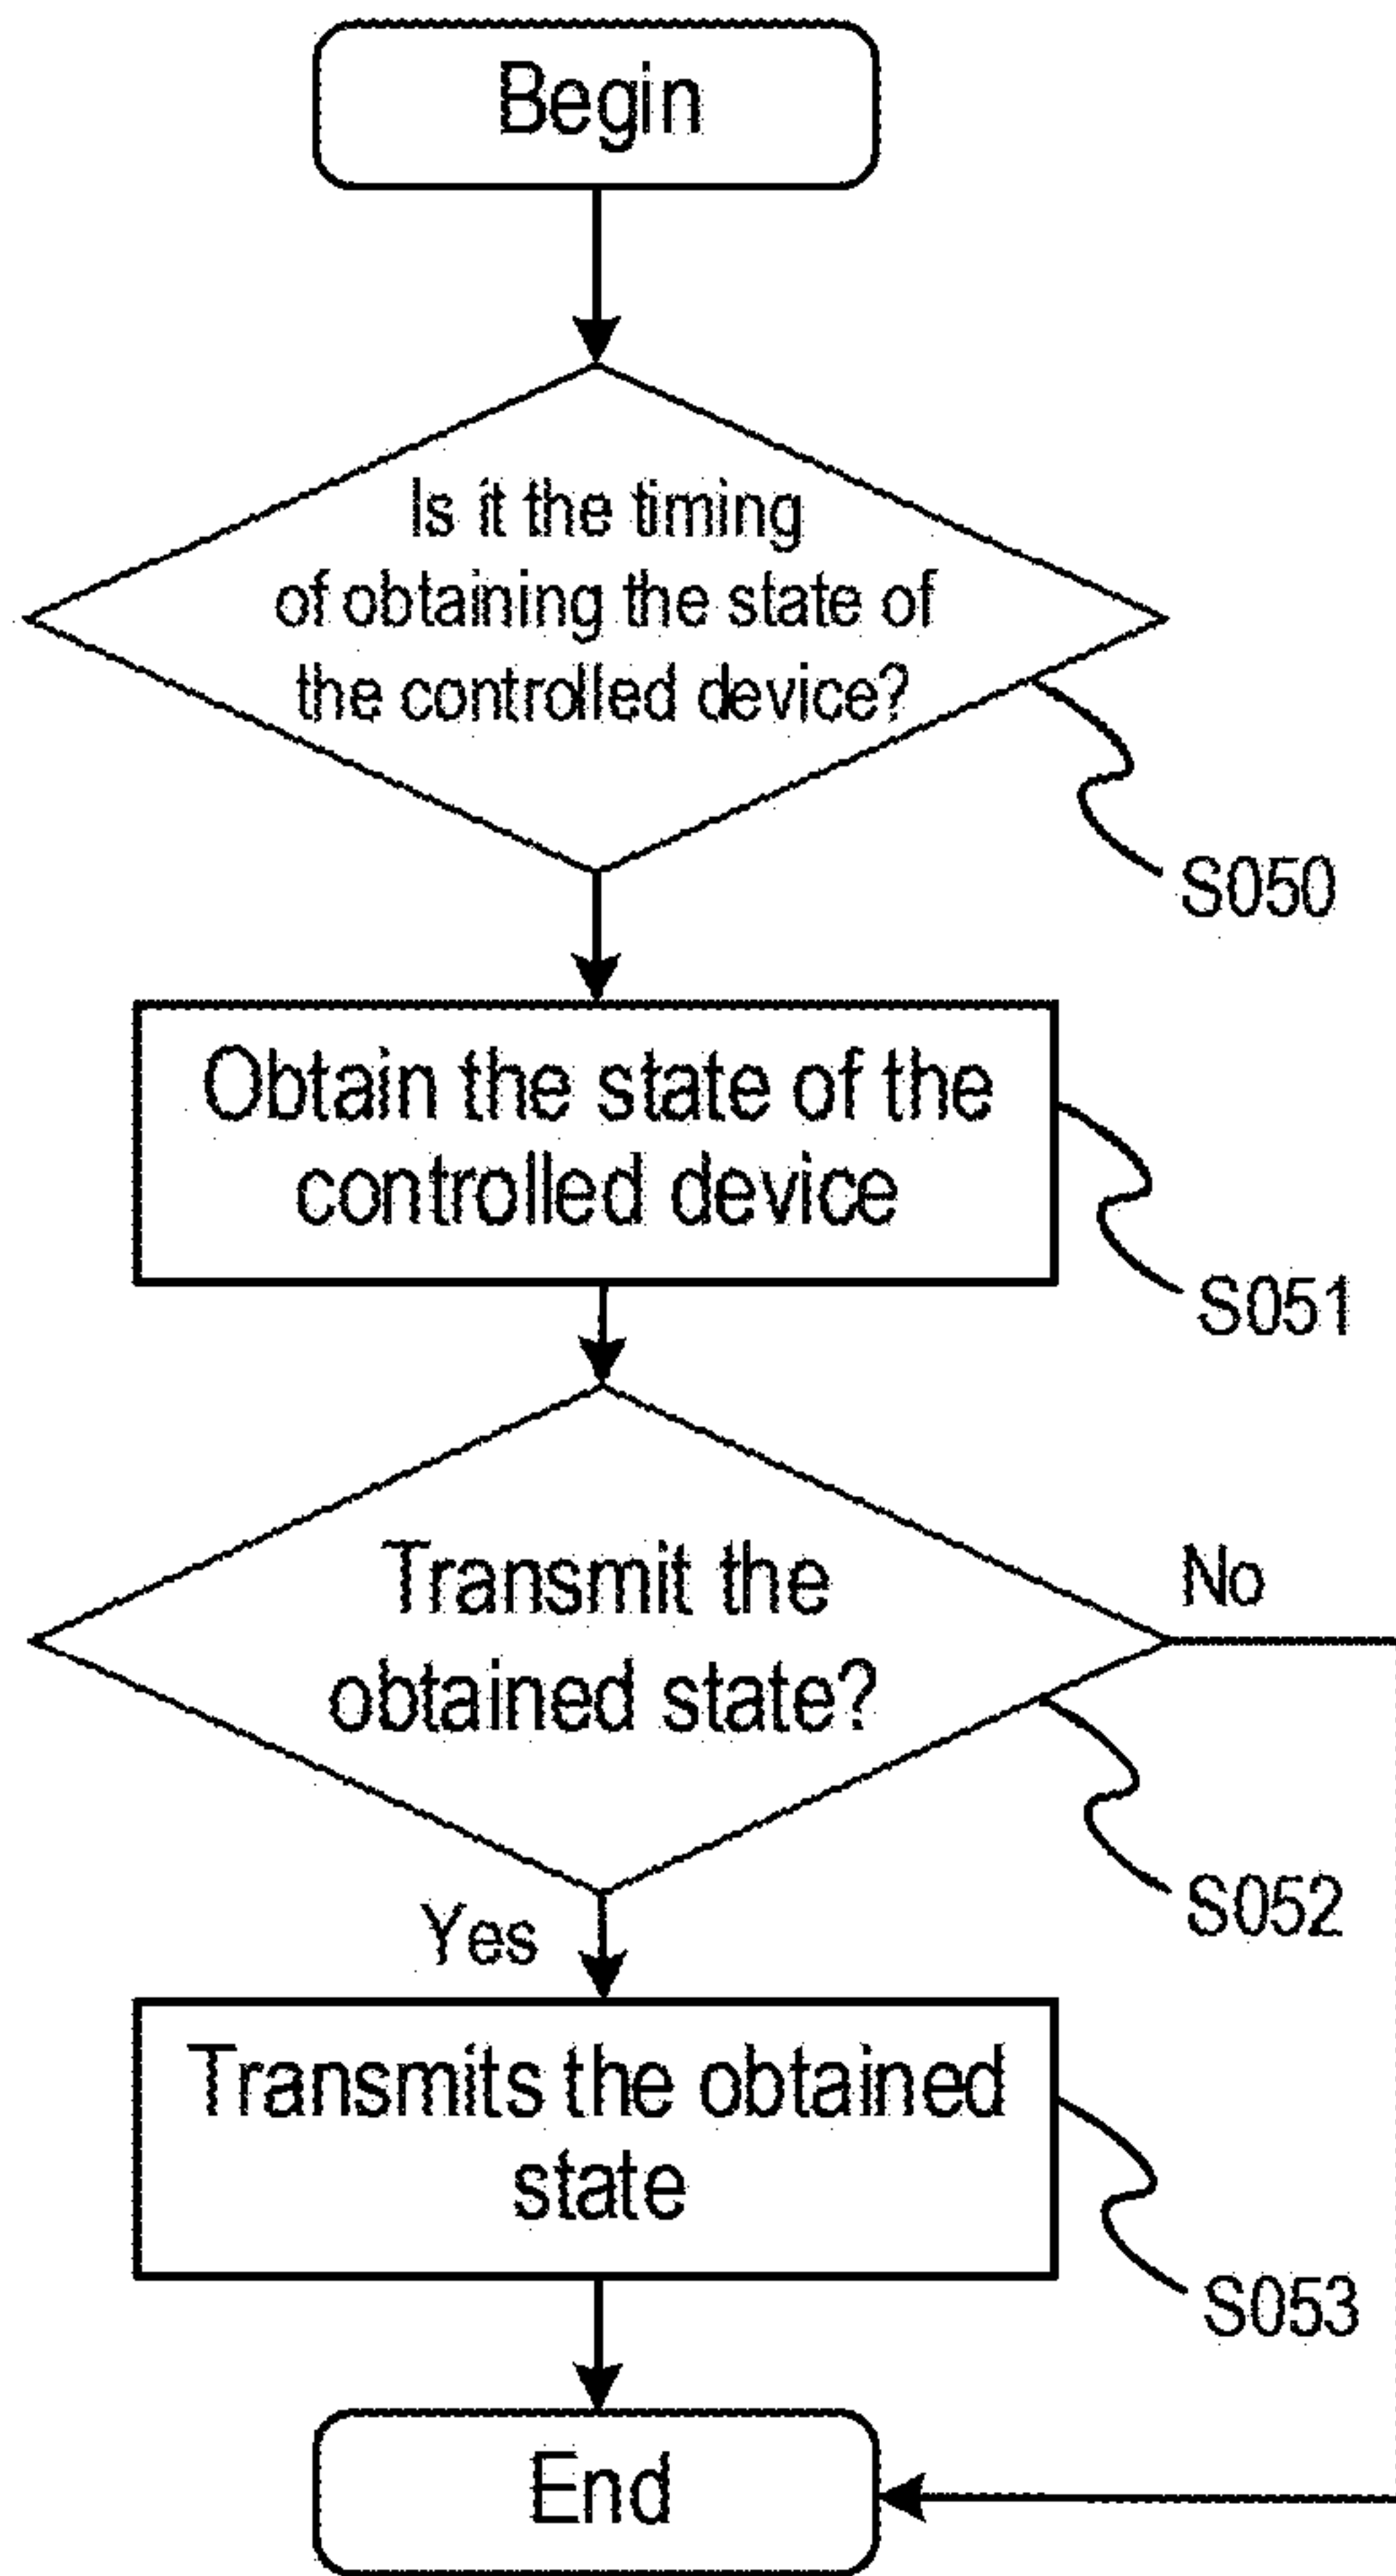 Begin
Is it the timing
of obtaining the state of
the controlled device?
S050
Obtain the state of the
controlled device
S051
Transmit the
obtained state?
No
S052
Yes
Transmits the obtained
state
S053
End